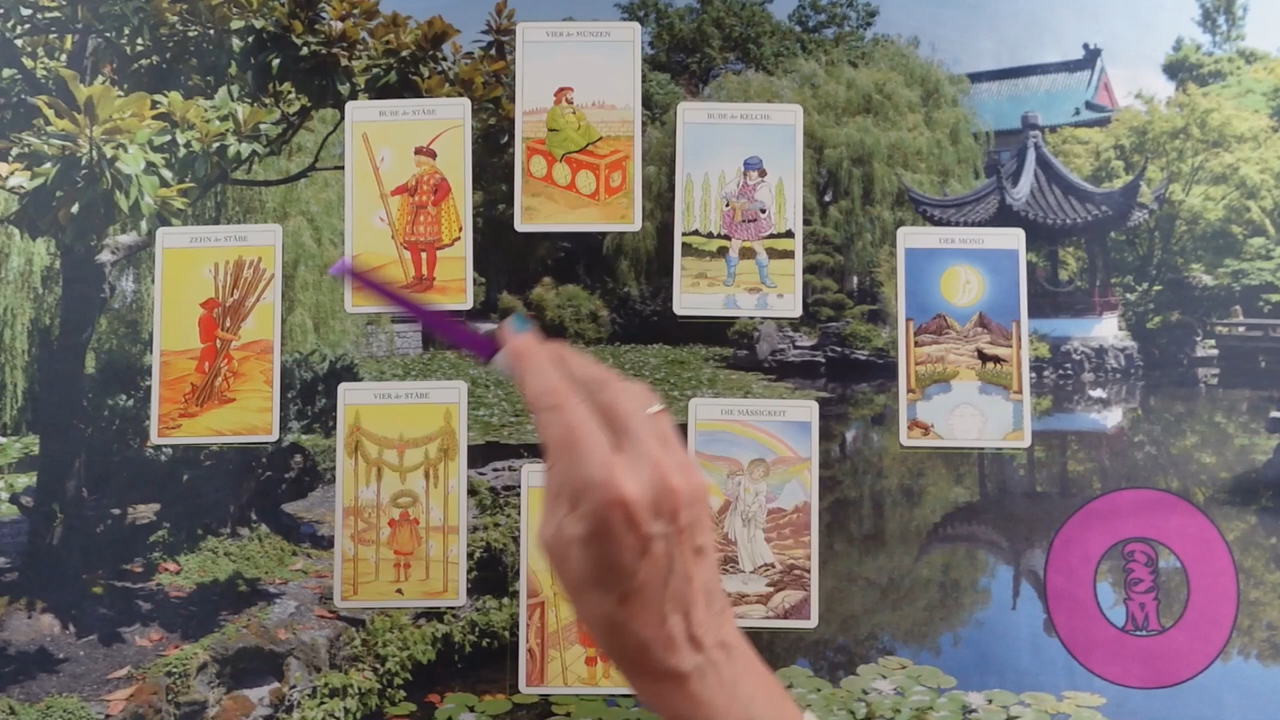 VIER der MÜNZEN
BUBE der STÄBE
BUBE der KELCHE
ZEHN der STÄBE
DER MOND
VIER der STÄBE
DIE MÄSSIGKEIT